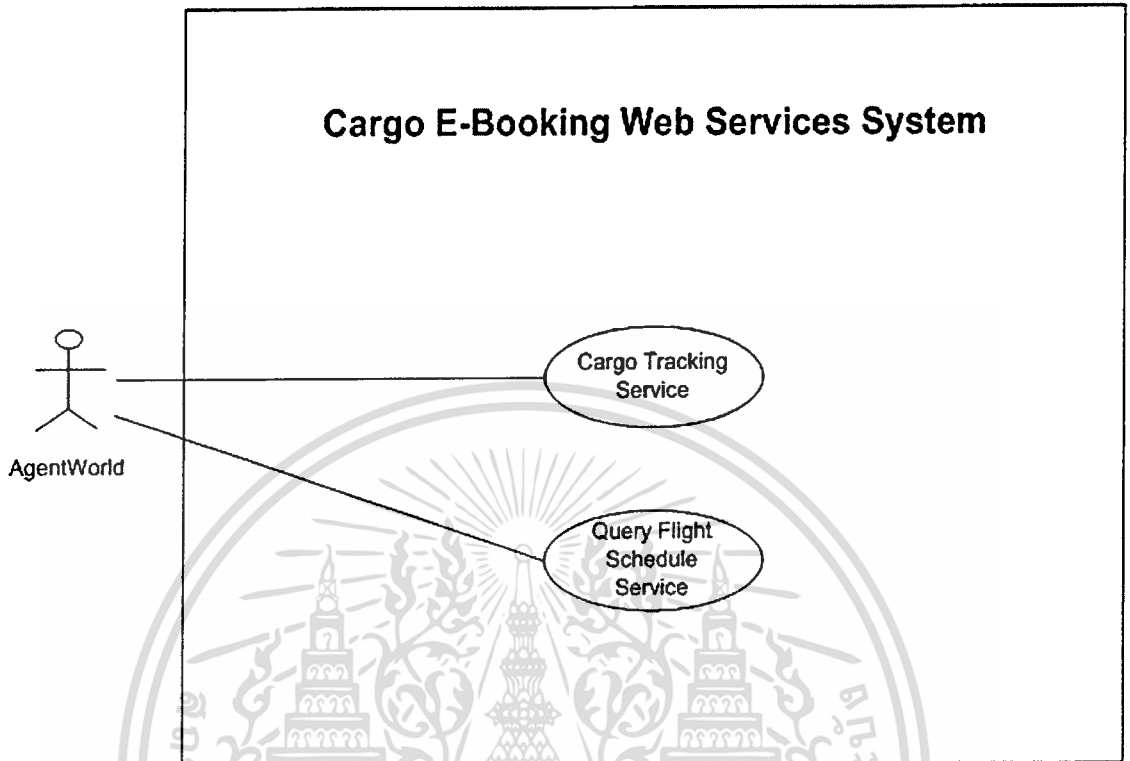 Cargo E-Booking Web Services System
Cargo Tracking
Service
AgentWorld
Query Flight
Schedule
Service